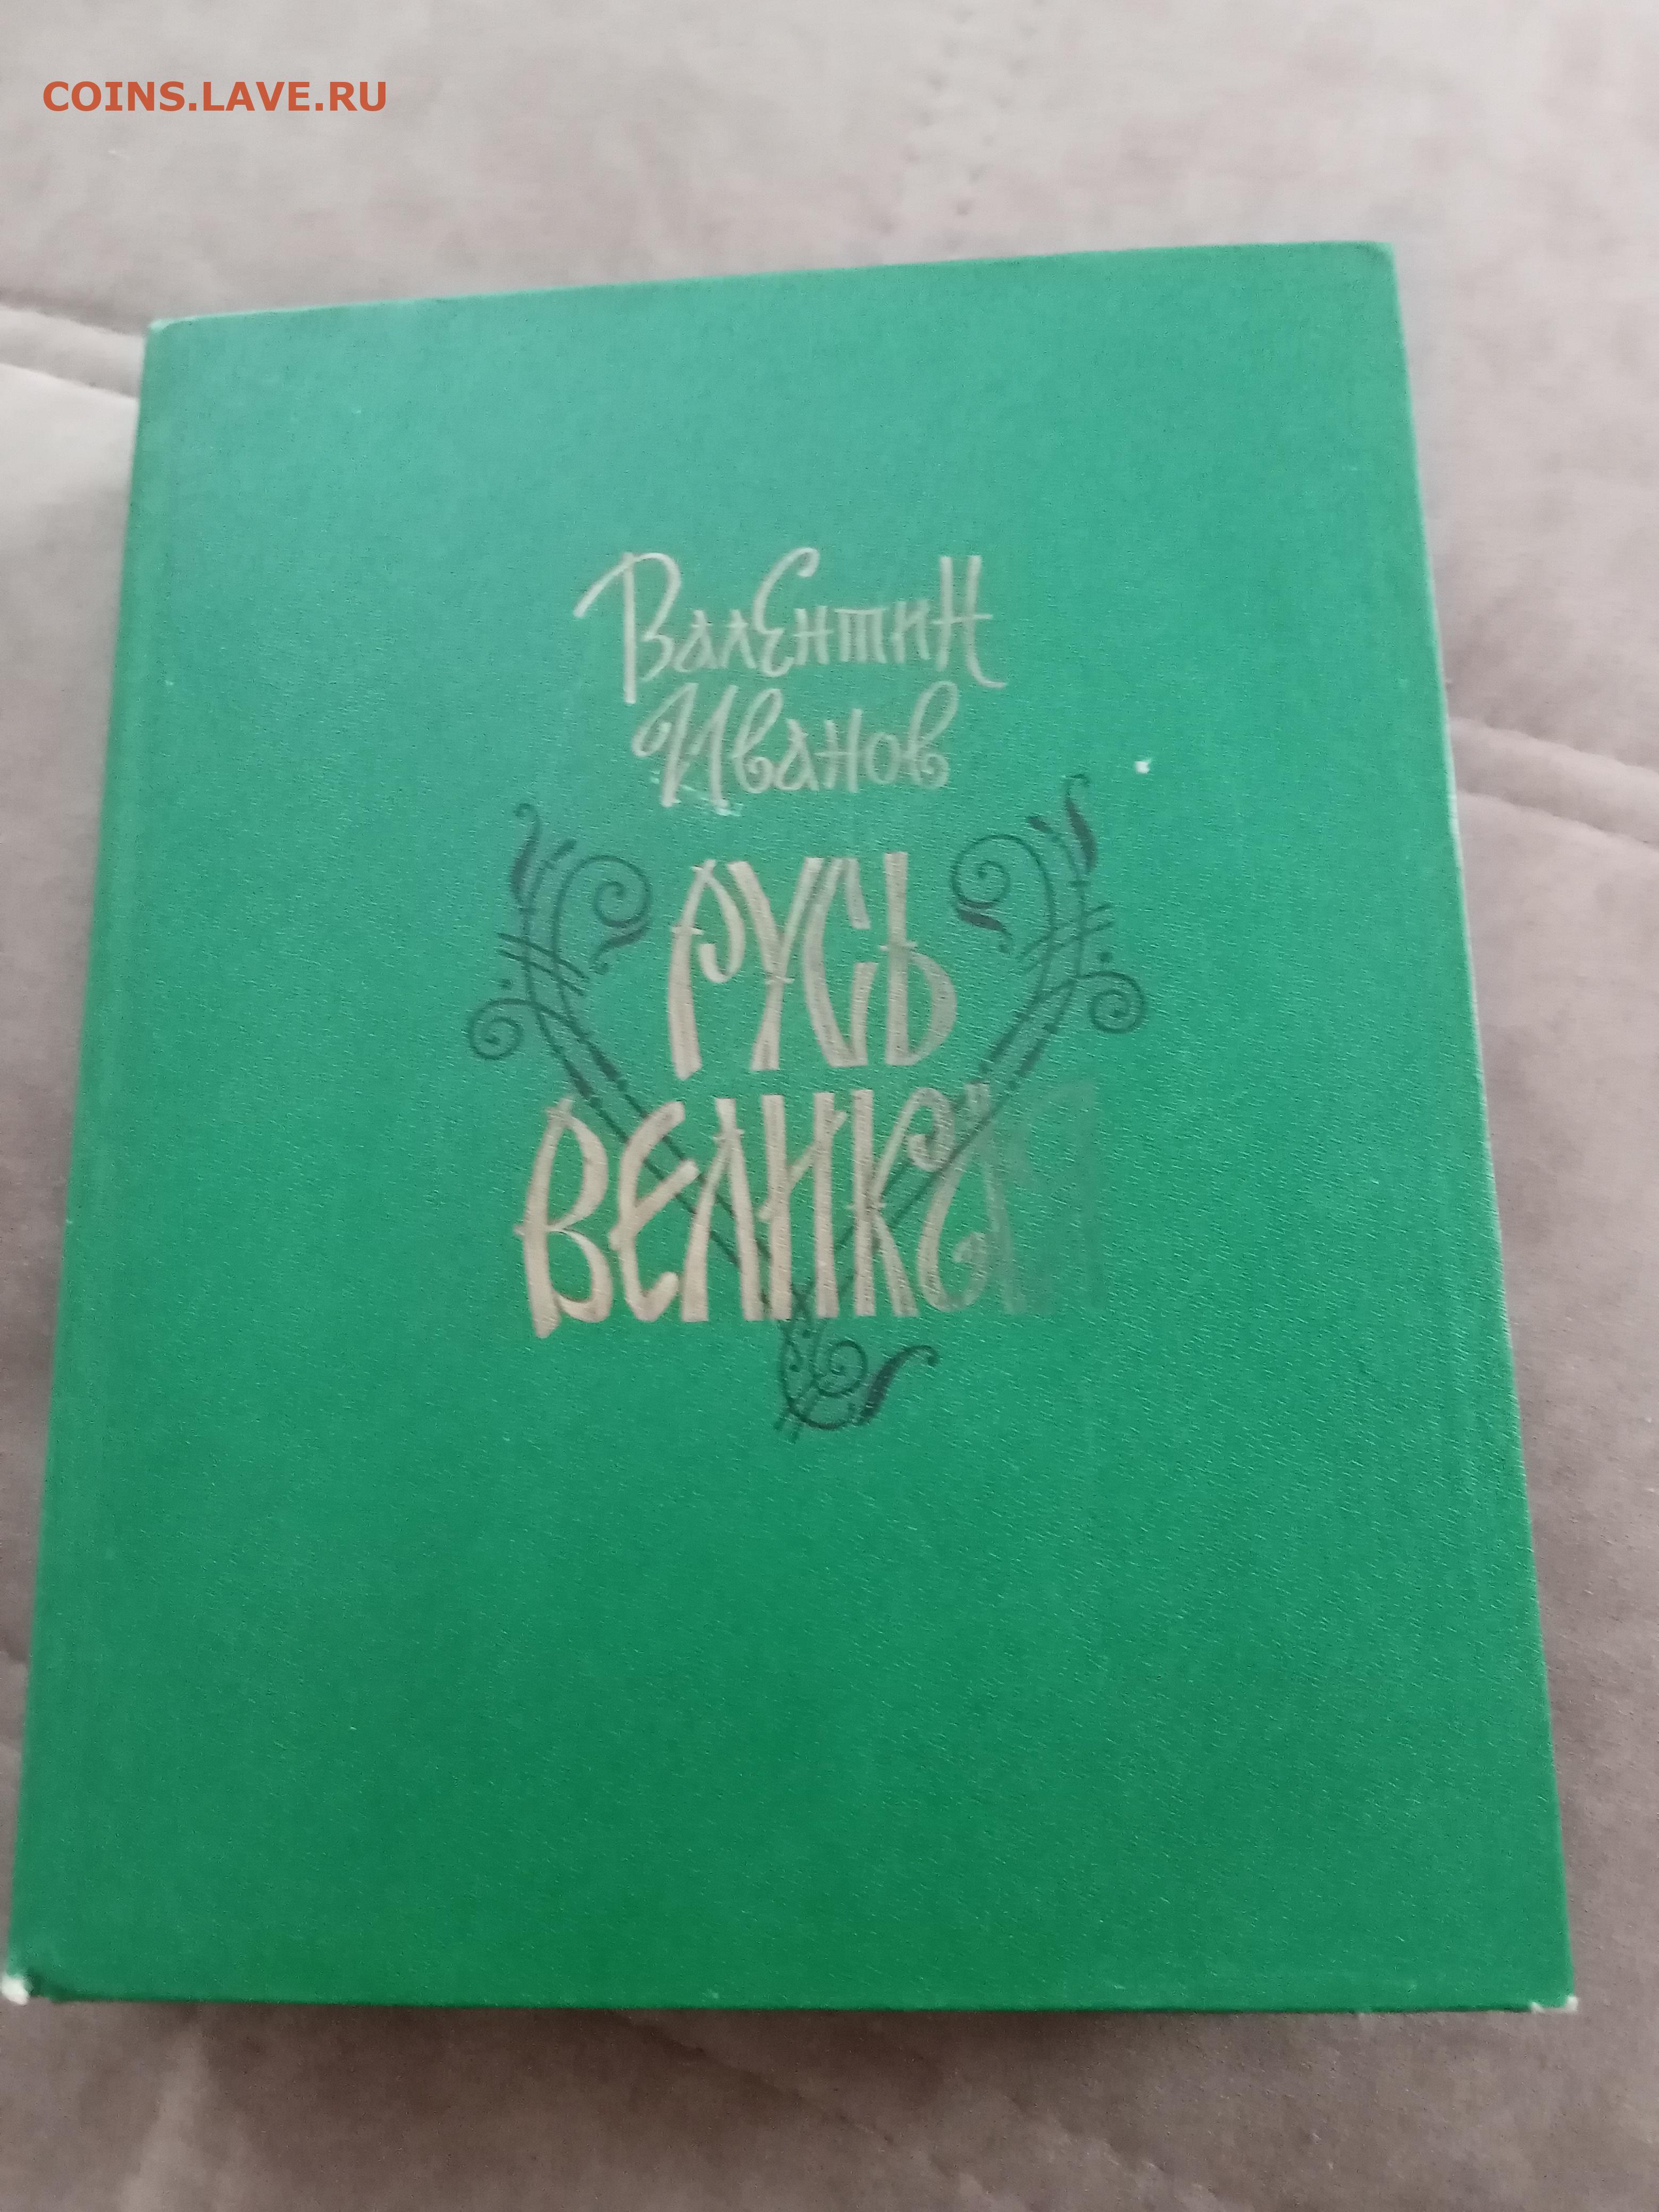 COINS.LAVE.RU
Валентин
Иванов
РУСЬ
ВЕЛИКАЯ